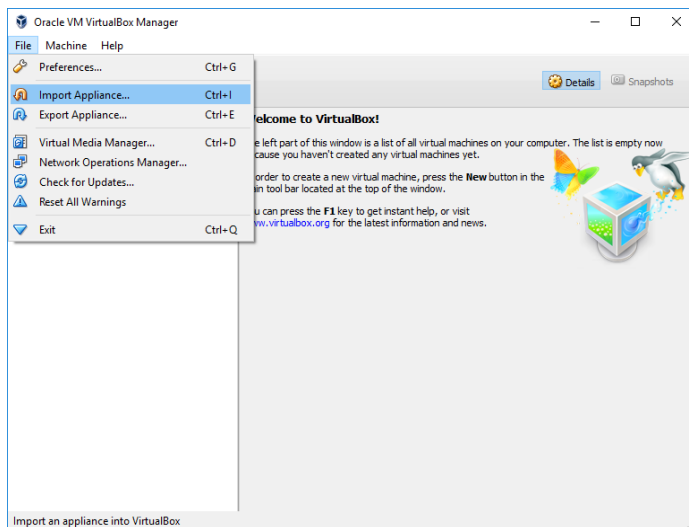 Oracle VM VirtualBox Manager
File Machine Help
Preferences... Ctrl+G
Import Appliance... Ctrl+I
Export Appliance... Ctrl+E
Virtual Media Manager... Ctrl+D
Network Operations Manager...
Check for Updates...
Reset All Warnings
Exit Ctrl+Q
Details Snapshots
elcome to VirtualBox!
e left part of this window is a list of all virtual machines on your computer. The list is empty now
cause you haven't created any virtual machines yet.
order to create a new virtual machine, press the New button in the
in tool bar located at the top of the window.
u can press the F1 key to get instant help, or visit
ww.virtualbox.org for the latest information and news.
Import an appliance into VirtualBox